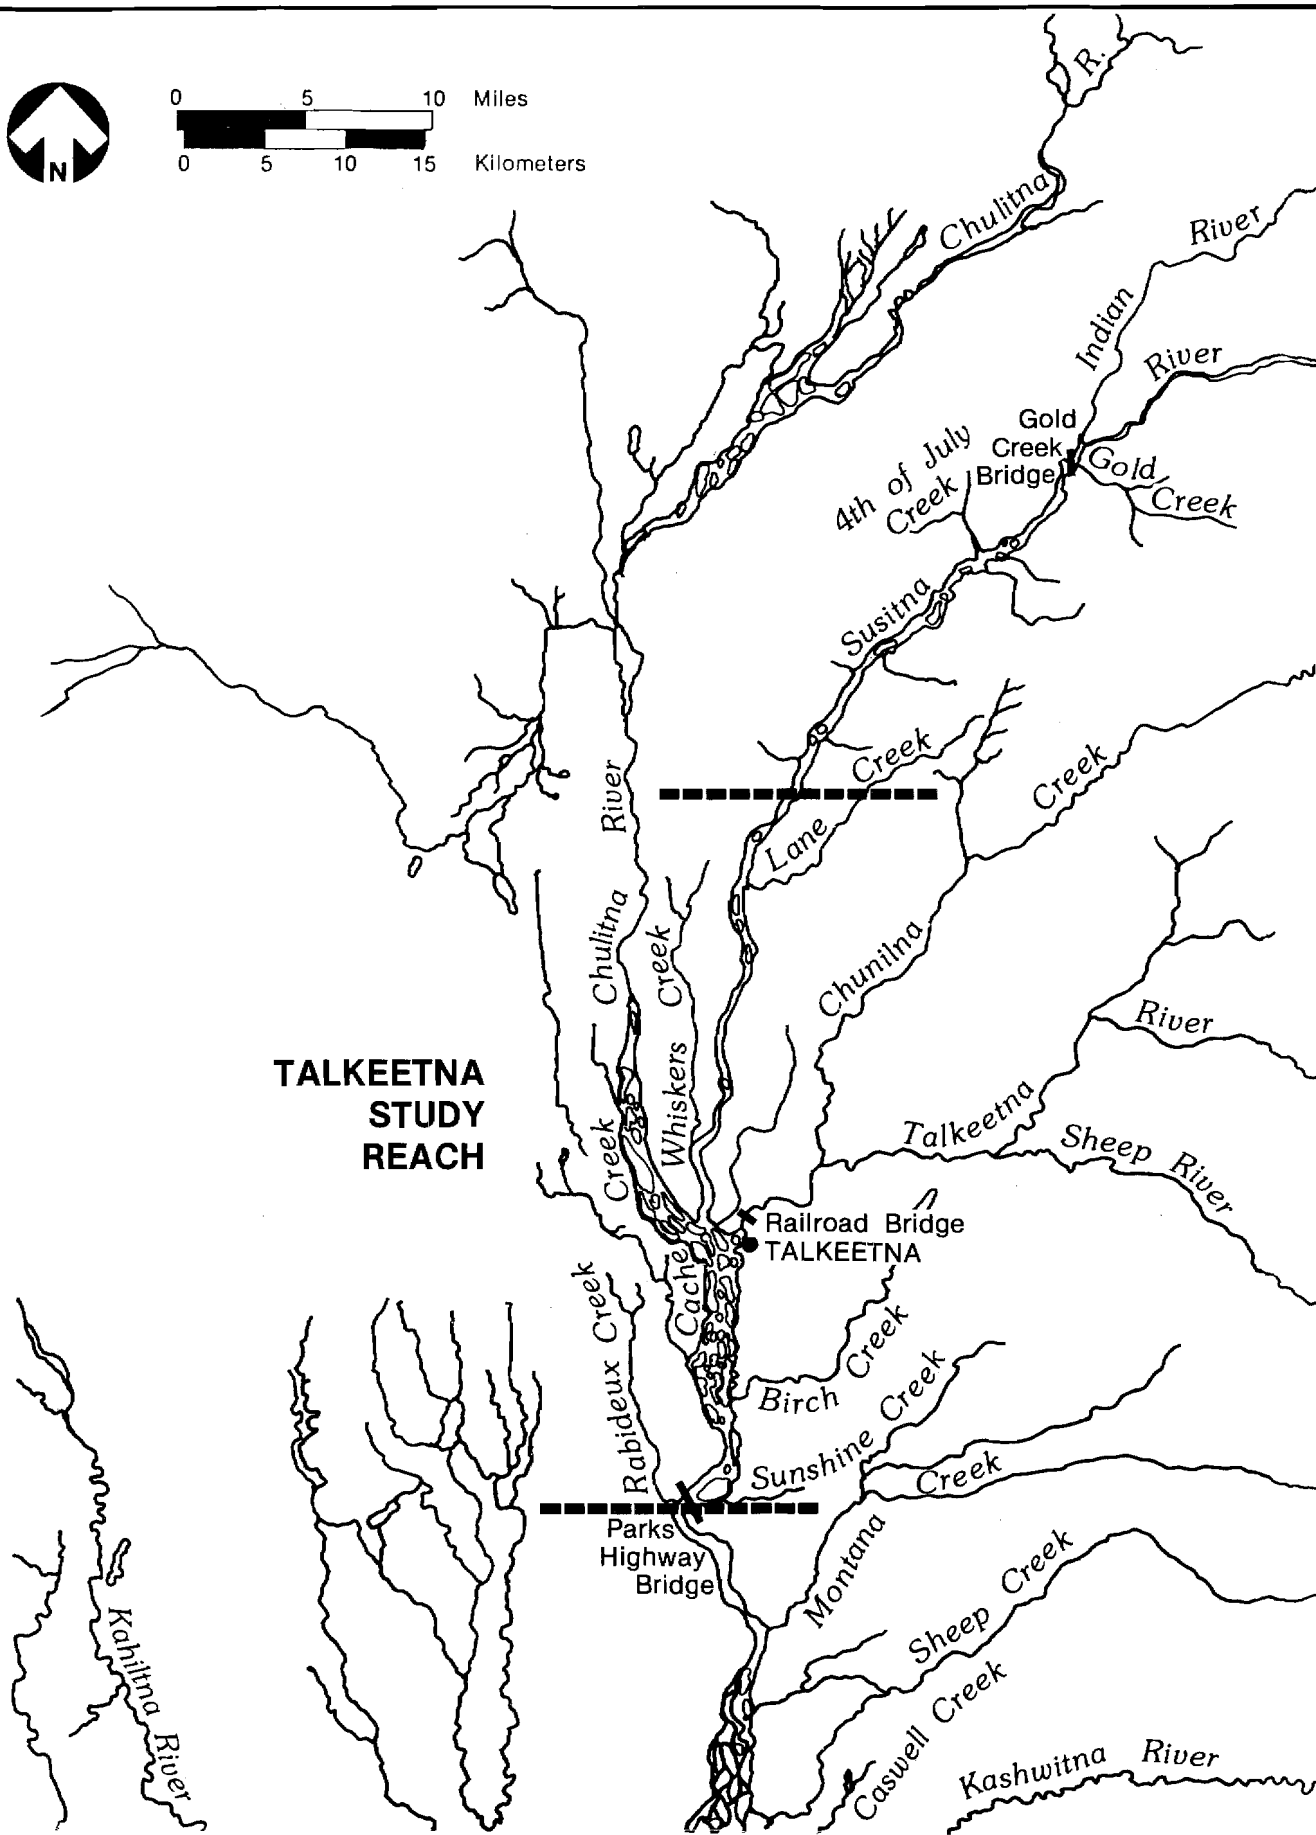 0 5 10 Miles
N
0 5 10 15 Kilometers
R.
Chulitna
River
Indian
River
Gold
Creek
Bridge
Gold
Creek
4th of July
Creek
Susitna
Creek
Lane
Creek
Chunilna
River
Chulitna
Creek
Whiskers
River
Talkeetna
Sheep River
TALKEETNA
STUDY
REACH
Creek
Cache
Railroad Bridge
TALKEETNA
Rabideux Creek
Birch Creek
Sunshine Creek
Creek
Montana
Parks
Highway
Bridge
Sheep Creek
Caswell Creek
Kahiltna River
Kashwitna River